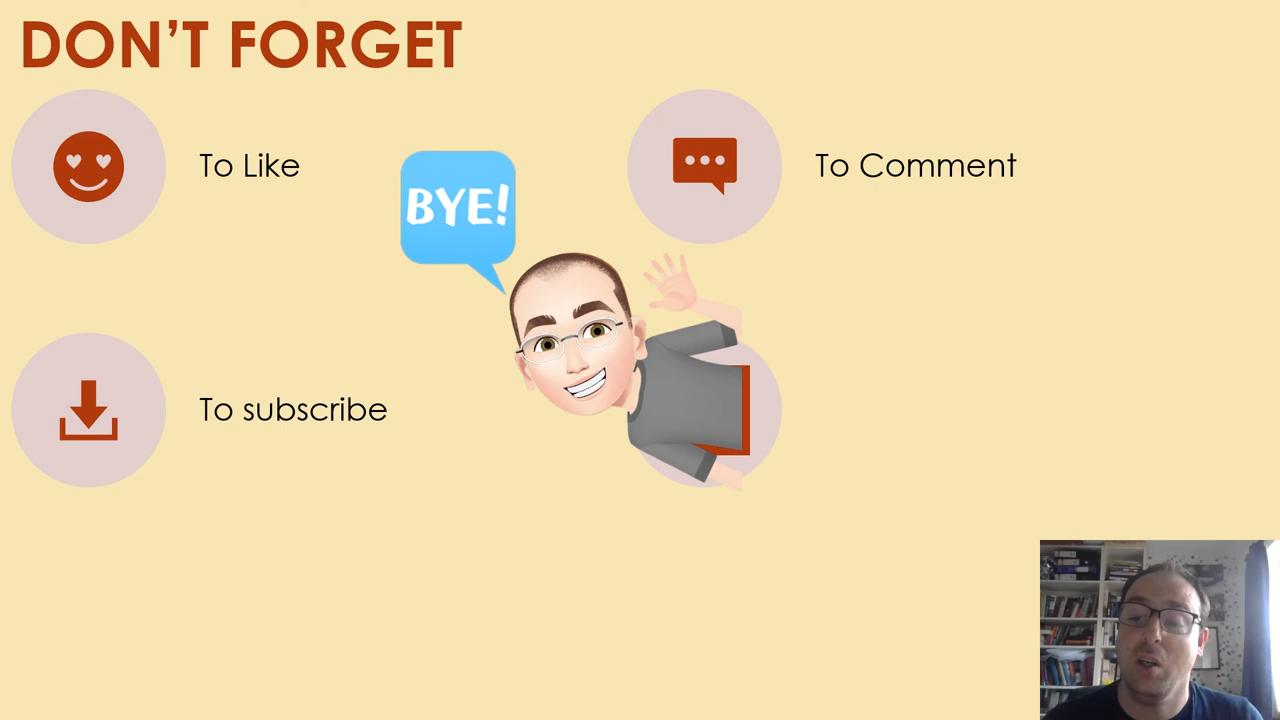 DON'T FORGET
To Like
To Comment
BYE!
To subscribe